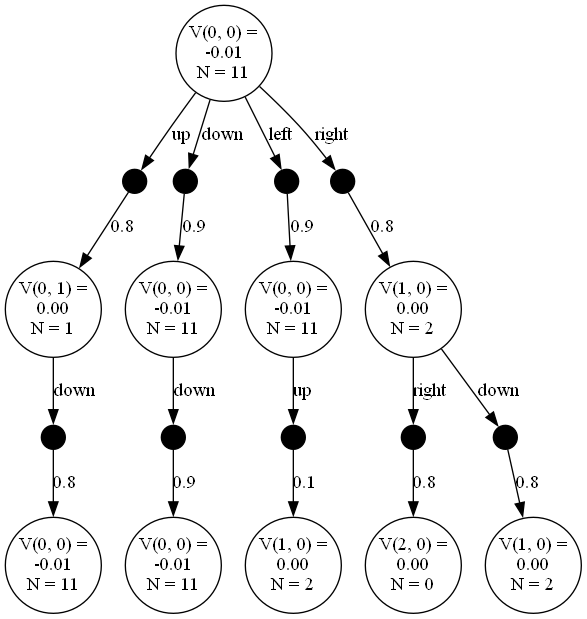 V(0, 0) =
-0.01
N = 11
up
down
left
right
0.8
0.9
0.9
0.8
V(0, 1) =
0.00
N = 1
V(0, 0) =
-0.01
N = 11
V(0, 0) =
-0.01
N = 11
V(1, 0) =
0.00
N = 2
down
down
up
right
down
0.8
0.9
0.1
0.8
0.8
V(0, 0) =
-0.01
N = 11
V(0, 0) =
-0.01
N = 11
V(1, 0) =
0.00
N = 2
V(2, 0) =
0.00
N = 0
V(1, 0) =
0.00
N = 2